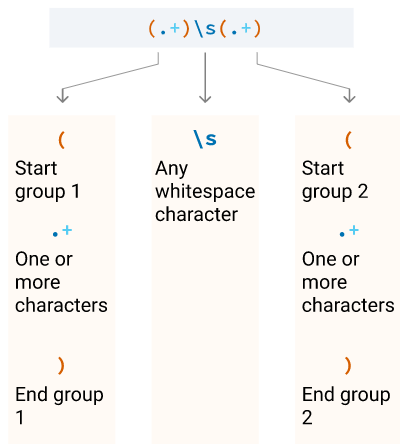 (.+)\s(.+)
(
Start
group 1
.+
One or
more
characters
)
End group
1
\s
Any
whitespace
character
(
Start
group 2
.+
One or
more
characters
)
End group
2